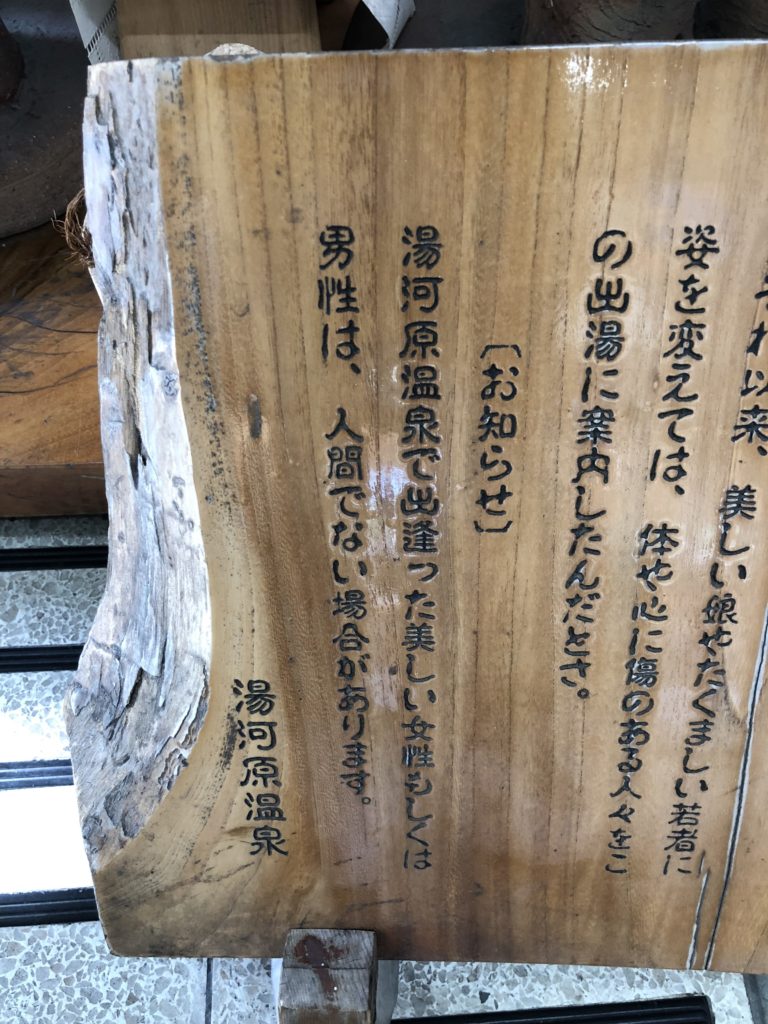 それ以来、美しい娘やたくましい若者に
姿を変えては、体や心に傷のある人々をこ
の出湯に案内したんだとさ。
〔お知らせ〕
湯河原温泉で出逢った美しい女性もしくは
男性は、人間でない場合があります。
湯河原温泉